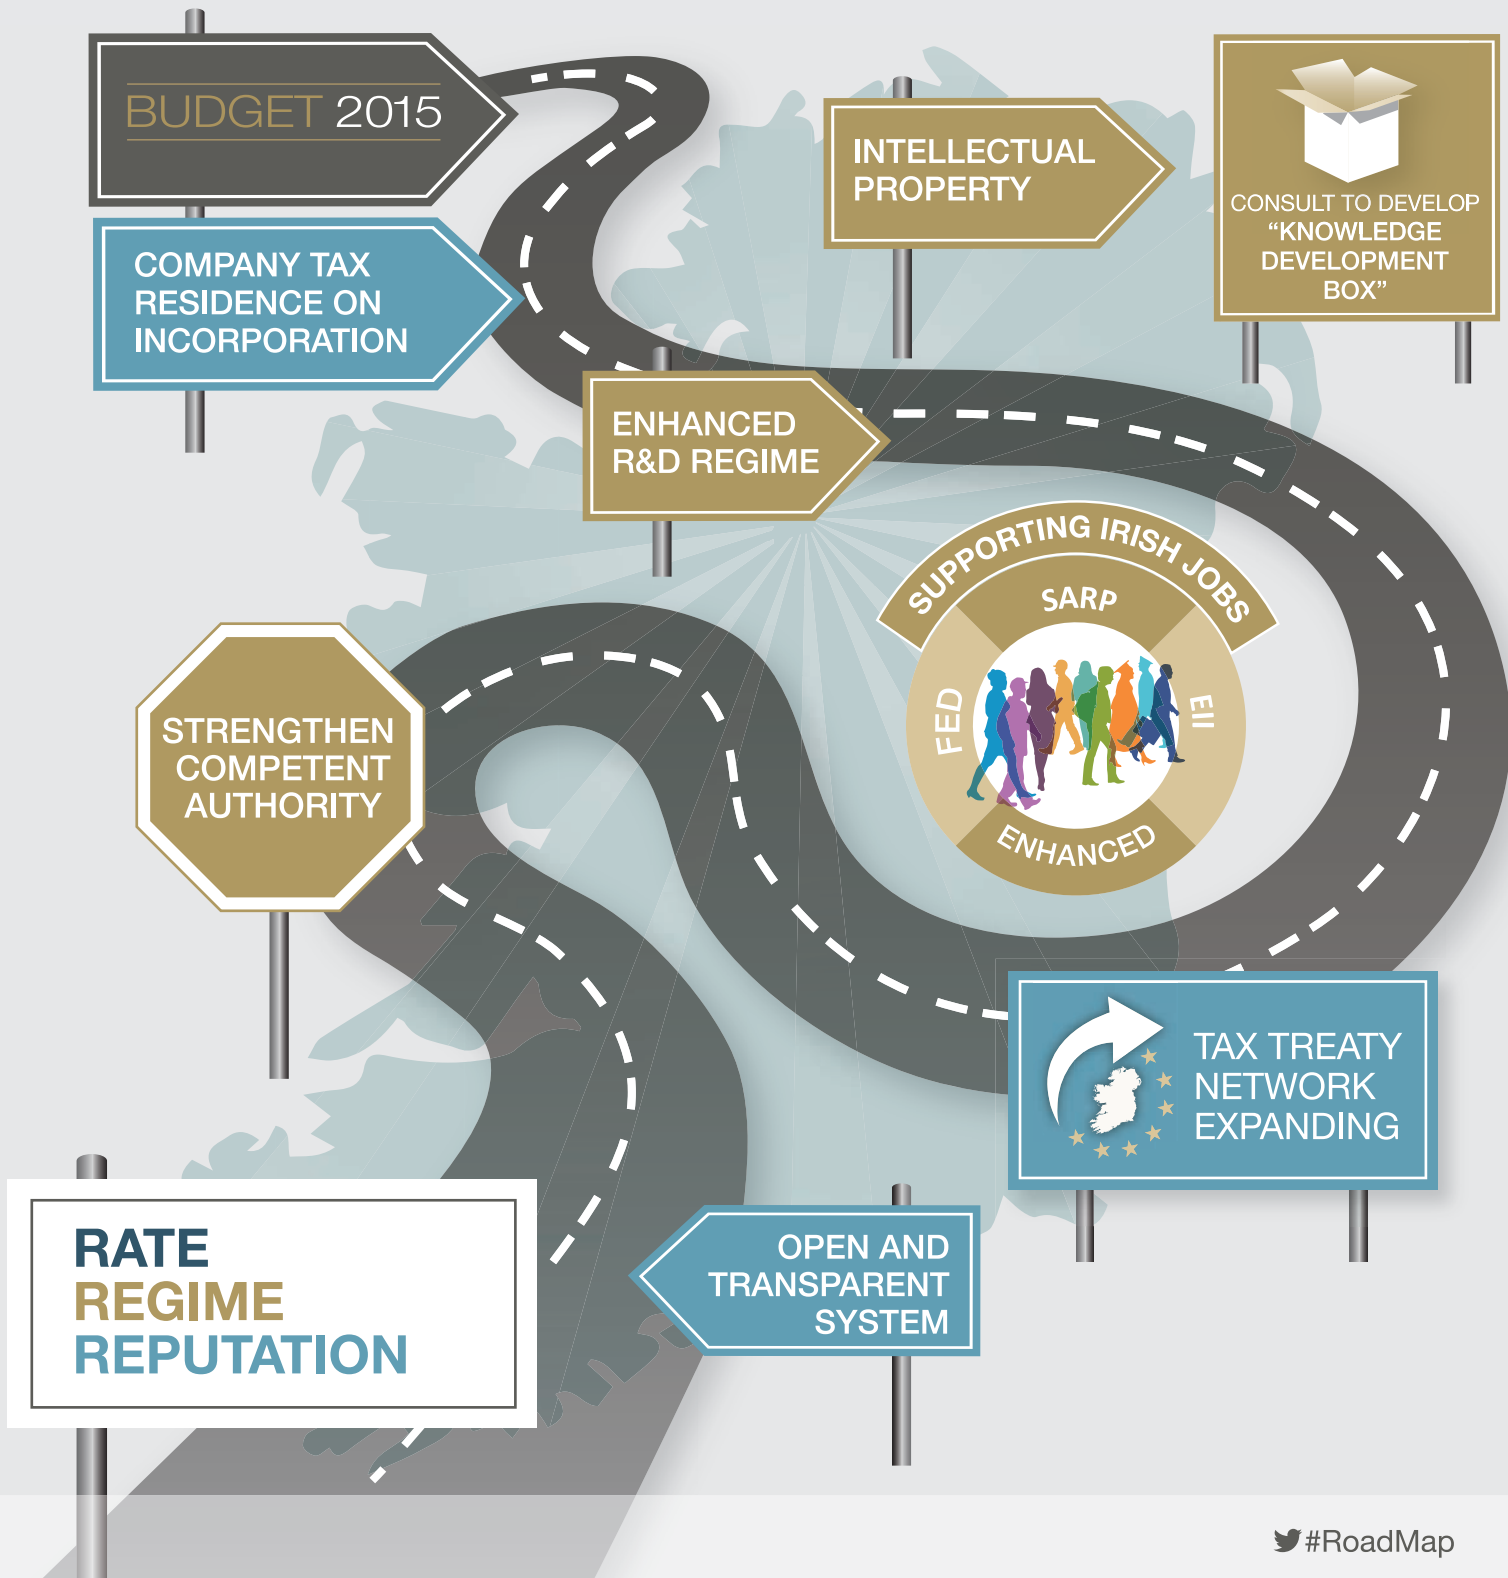 BUDGET 2015
COMPANY TAX
RESIDENCE ON
INCORPORATION
INTELLECTUAL
PROPERTY
CONSULT TO DEVELOP
“KNOWLEDGE
DEVELOPMENT
BOX”
ENHANCED
R&D REGIME
SUPPORTING IRISH JOBS
SARP
FED
EII
ENHANCED
STRENGTHEN
COMPETENT
AUTHORITY
TAX TREATY
NETWORK
EXPANDING
RATE
REGIME
REPUTATION
OPEN AND
TRANSPARENT
SYSTEM
#RoadMap